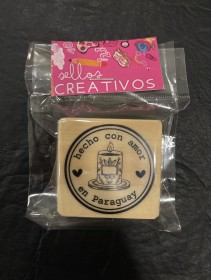 sellos
CREATIVOS
hecho con amor
en Paraguay